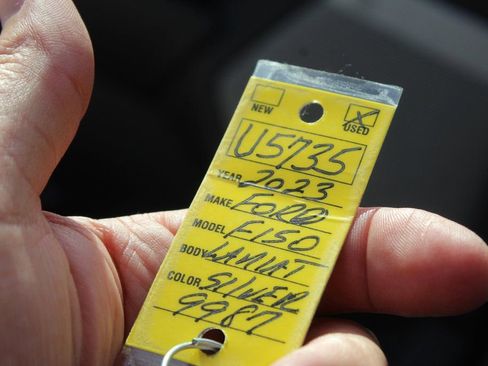 NEW X USED
U5735
YEAR 2023
MAKE FORD
MODEL F150
BODY LARIAT
COLOR SILVER
9987